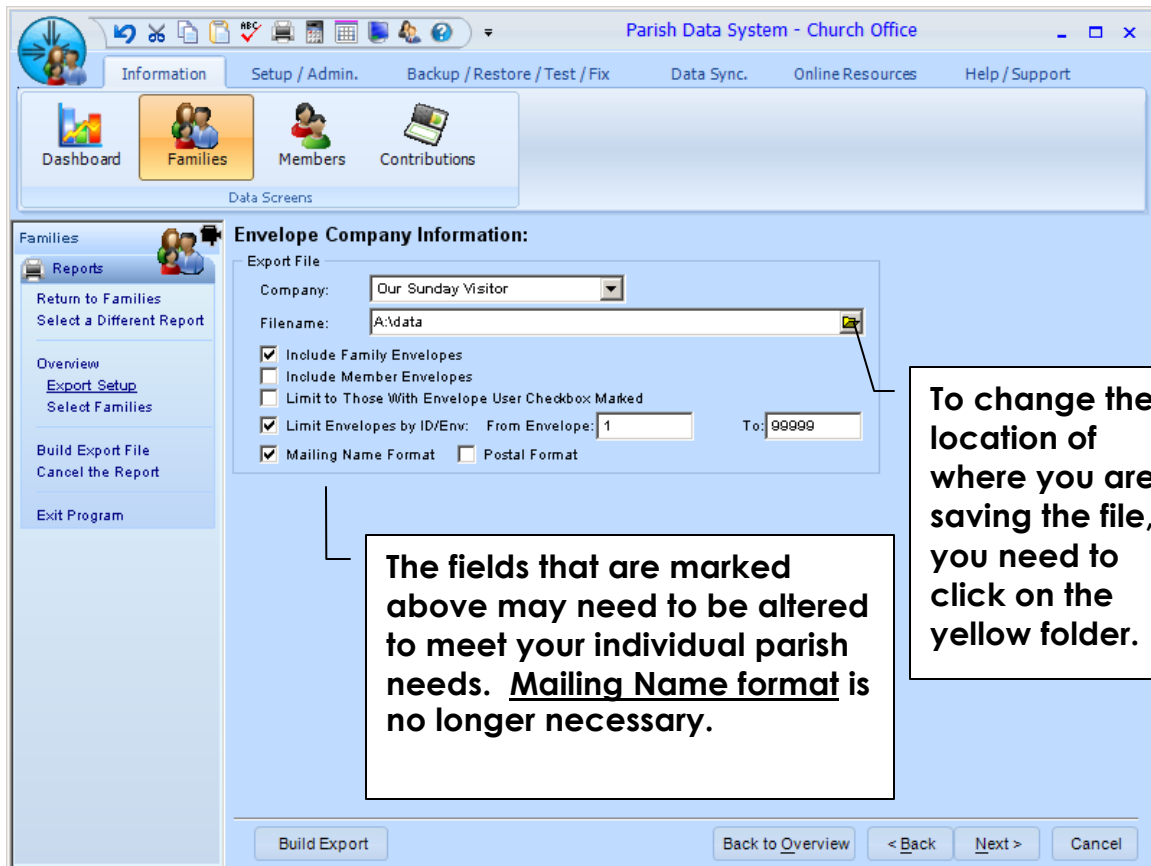 ABC
Parish Data System - Church Office
Information Setup / Admin. Backup / Restore / Test / Fix Data Sync. Online Resources Help / Support
Dashboard Families Members Contributions
Data Screens
Families
Reports
Return to Families
Select a Different Report
Overview
Export Setup
Select Families
Build Export File
Cancel the Report
Exit Program
Envelope Company Information:
Export File
Company: Our Sunday Visitor
Filename: A:\data
Include Family Envelopes
Include Member Envelopes
Limit to Those With Envelope User Checkbox Marked
Limit Envelopes by ID/Env: From Envelope: 1 To: 99999
Mailing Name Format Postal Format
To change the
location of
where you are
saving the file,
you need to
click on the
yellow folder.
The fields that are marked
above may need to be altered
to meet your individual parish
needs. Mailing Name format is
no longer necessary.
Build Export Back to Overview < Back Next > Cancel